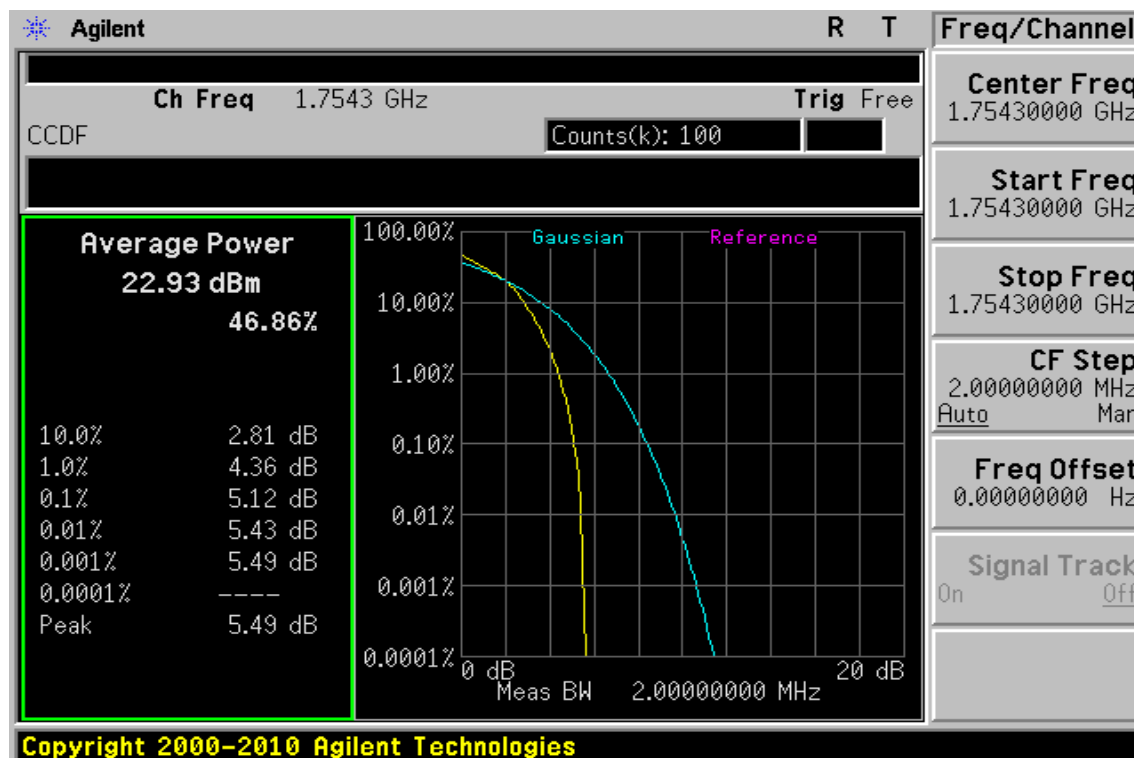 Agilent R T
Ch Freq 1.7543 GHz Trig Free
CCDF Counts(k): 100
Average Power
22.93 dBm
46.86%
10.0% 2.81 dB
1.0% 4.36 dB
0.1% 5.12 dB
0.01% 5.43 dB
0.001% 5.49 dB
0.0001% ----
Peak 5.49 dB
Gaussian Reference
100.00%
10.00%
1.00%
0.10%
0.01%
0.001%
0.0001%
0 dB 20 dB
Meas BW 2.00000000 MHz
Freq/Channel
Center Freq
1.75430000 GHz
Start Freq
1.75430000 GHz
Stop Freq
1.75430000 GHz
CF Step
2.00000000 MHz
Auto Man
Freq Offset
0.00000000 Hz
Signal Track
On Off
Copyright 2000-2010 Agilent Technologies